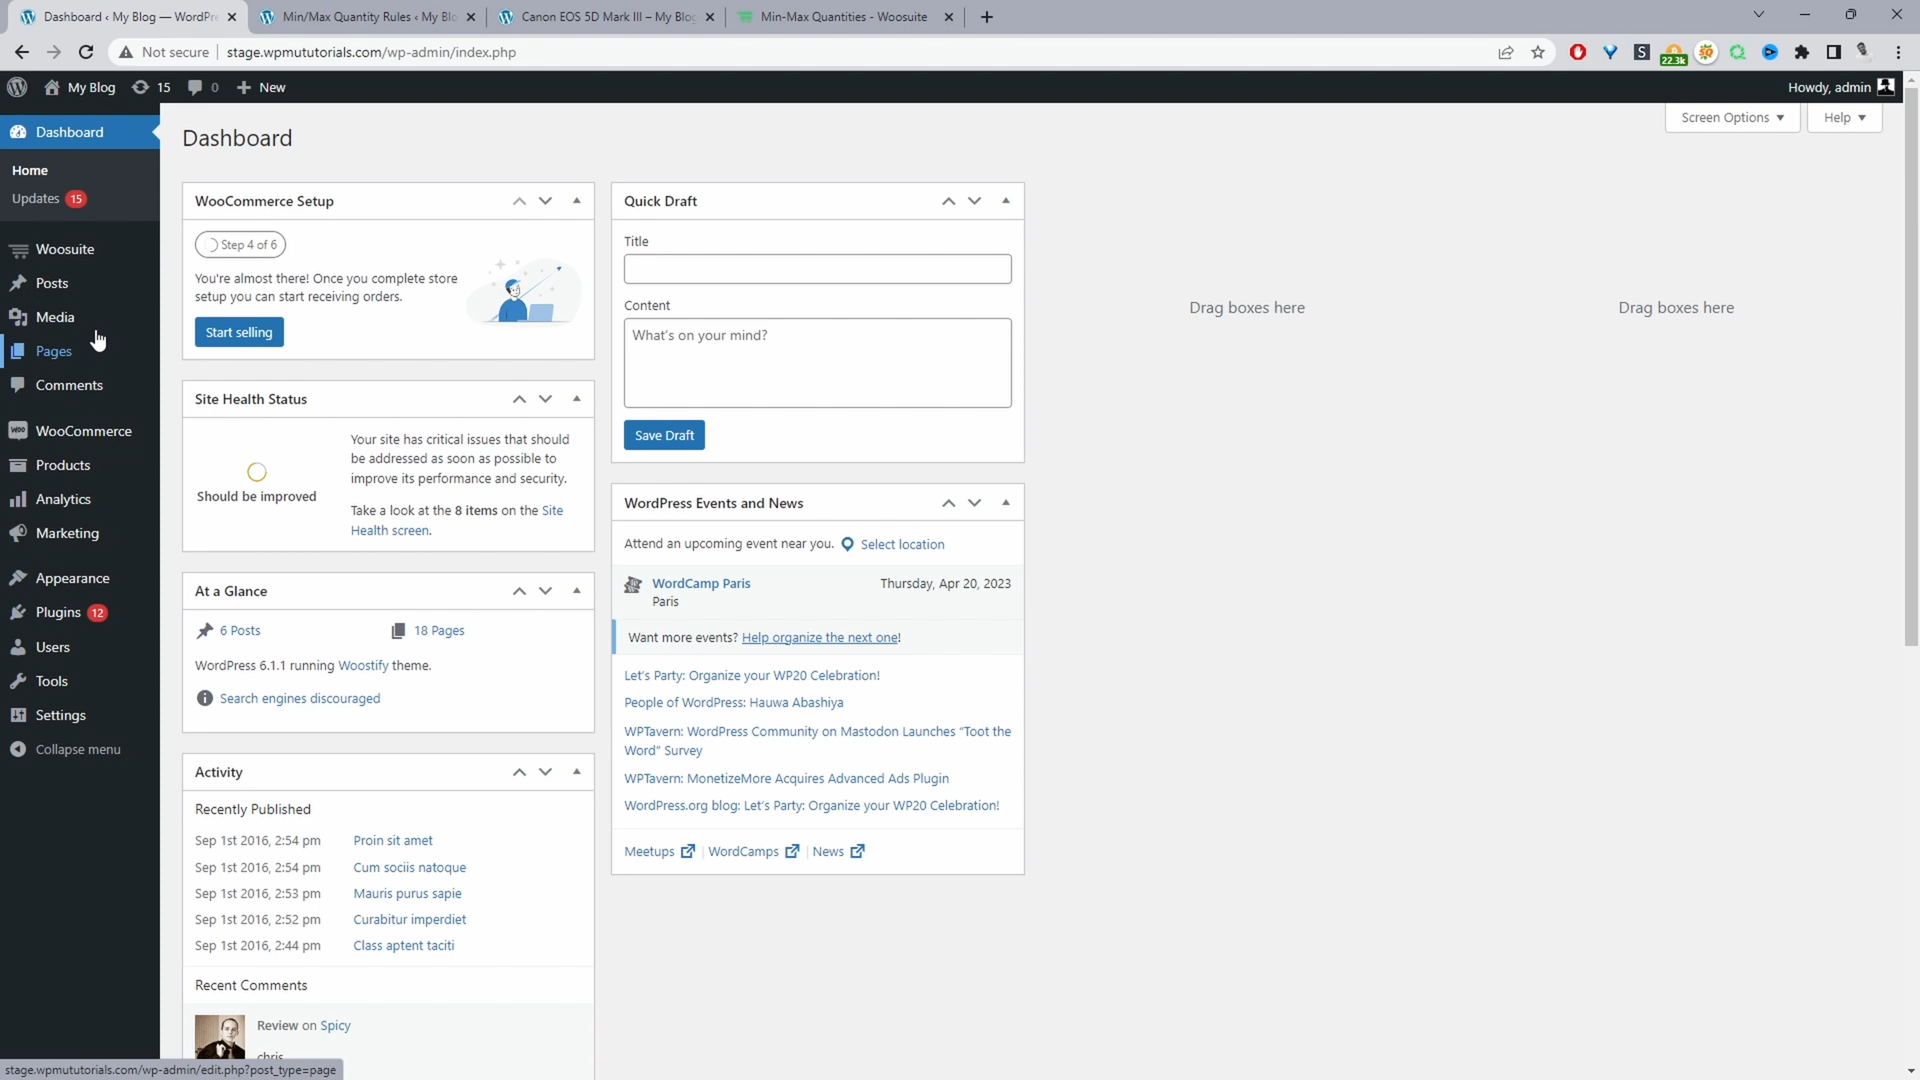 Dashboard ‹ My Blog — WordPre
Min/Max Quantity Rules ‹ My Blo
Canon EOS 5D Mark III – My Blog
Min-Max Quantities - Woosuite
Not secure
stage.wpmututorials.com/wp-admin/index.php
22.3k
My Blog
15
0
New
Howdy, admin
Dashboard
Home
Updates 15
Woosuite
Posts
Media
Pages
Comments
WooCommerce
Products
Analytics
Marketing
Appearance
Plugins 12
Users
Tools
Settings
Collapse menu
Screen Options
Help
Dashboard
WooCommerce Setup
Step 4 of 6
You're almost there! Once you complete store
setup you can start receiving orders.
Start selling
Site Health Status
Should be improved
Your site has critical issues that should
be addressed as soon as possible to
improve its performance and security.
Take a look at the 8 items on the Site
Health screen.
At a Glance
6 Posts
18 Pages
WordPress 6.1.1 running Woostify theme.
Search engines discouraged
Activity
Recently Published
Sep 1st 2016, 2:54 pm Proin sit amet
Sep 1st 2016, 2:54 pm Cum sociis natoque
Sep 1st 2016, 2:53 pm Mauris purus sapie
Sep 1st 2016, 2:52 pm Curabitur imperdiet
Sep 1st 2016, 2:44 pm Class aptent taciti
Recent Comments
Review on Spicy
chris
Quick Draft
Title
Content
What's on your mind?
Save Draft
WordPress Events and News
Attend an upcoming event near you. Select location
WordCamp Paris
Thursday, Apr 20, 2023
Paris
Want more events? Help organize the next one!
Let's Party: Organize your WP20 Celebration!
People of WordPress: Hauwa Abashiya
WPTavern: WordPress Community on Mastodon Launches "Toot the
Word" Survey
WPTavern: MonetizeMore Acquires Advanced Ads Plugin
WordPress.org blog: Let's Party: Organize your WP20 Celebration!
Meetups | WordCamps | News
Drag boxes here
Drag boxes here
stage.wpmututorials.com/wp-admin/edit.php?post_type=page